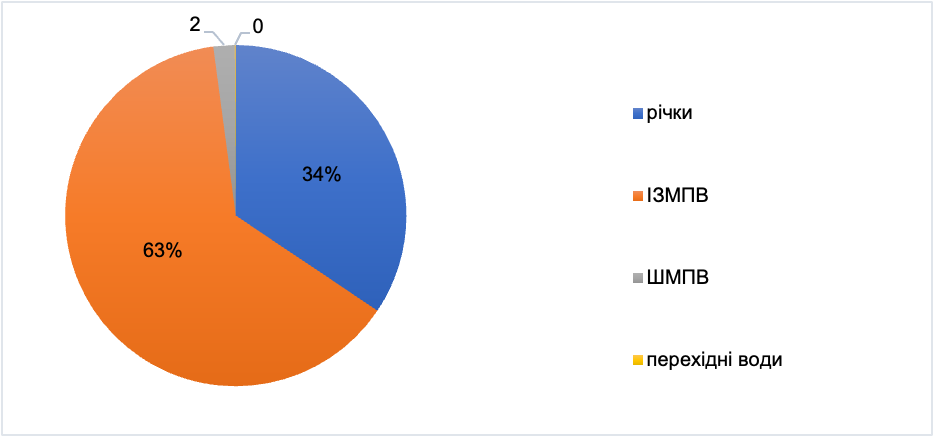 2 0
34%
63%
річки
ІЗМПВ
ШМПВ
перехідні води